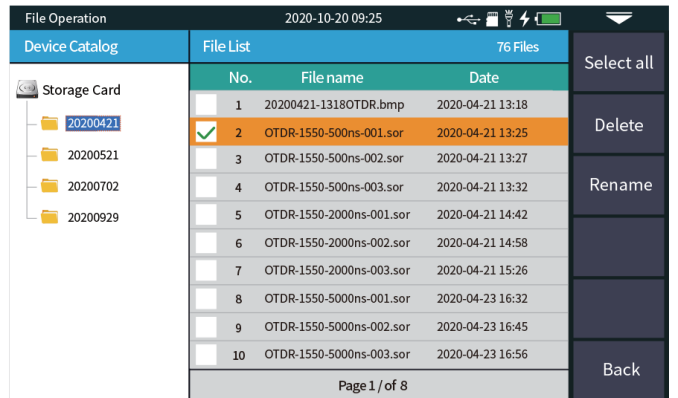 File Operation 2020-10-20 09:25
Device Catalog
Storage Card
20200421
20200521
20200702
20200929
File List 76 Files
No. File name Date
1 20200421-1318OTDR.bmp 2020-04-21 13:18
2 OTDR-1550-500ns-001.sor 2020-04-21 13:25
3 OTDR-1550-500ns-002.sor 2020-04-21 13:27
4 OTDR-1550-500ns-003.sor 2020-04-21 13:32
5 OTDR-1550-2000ns-001.sor 2020-04-21 14:42
6 OTDR-1550-2000ns-002.sor 2020-04-21 14:58
7 OTDR-1550-2000ns-003.sor 2020-04-21 15:26
8 OTDR-1550-5000ns-001.sor 2020-04-23 16:32
9 OTDR-1550-5000ns-002.sor 2020-04-23 16:45
10 OTDR-1550-5000ns-003.sor 2020-04-23 16:56
Page 1 / of 8
Select all
Delete
Rename
Back